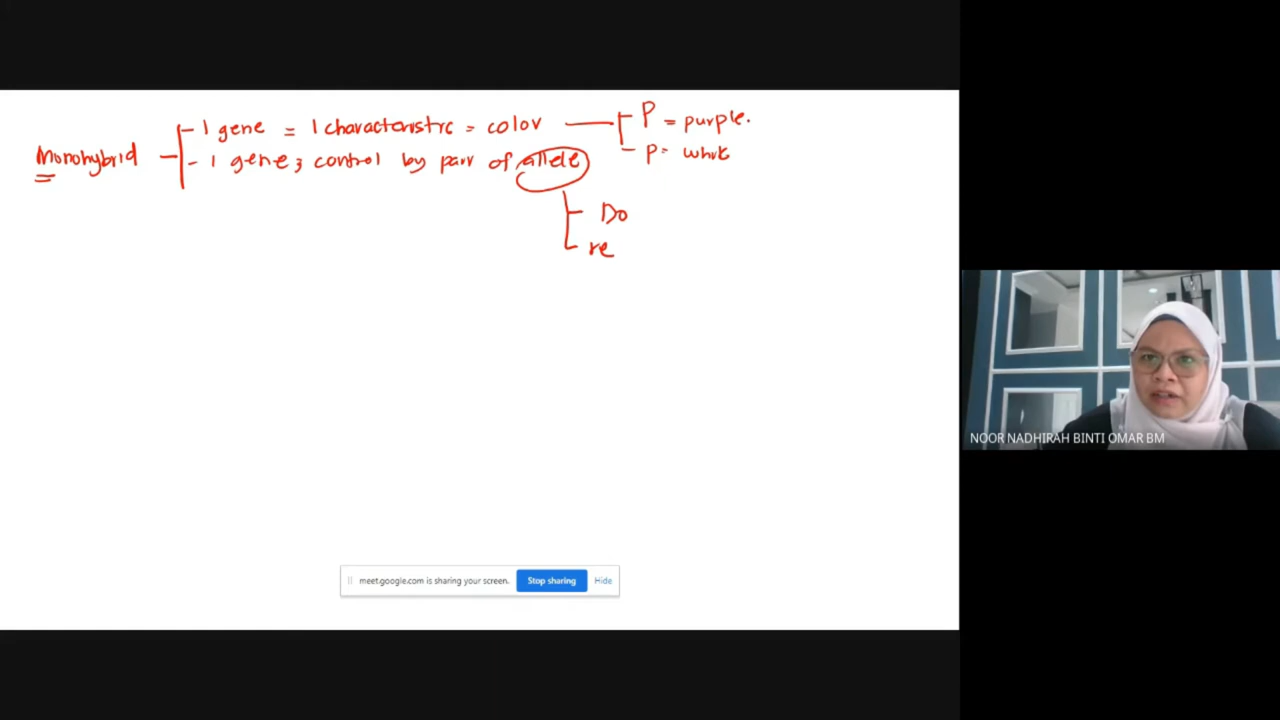 Monohybrid
1 gene = 1 characteristic = color
P = purple.
- 1 gene; control by pair of allele
p = white
Do
re
NOOR NADHIRAH BINTI OMAR BM
meet.google.com is sharing your screen. Stop sharing Hide